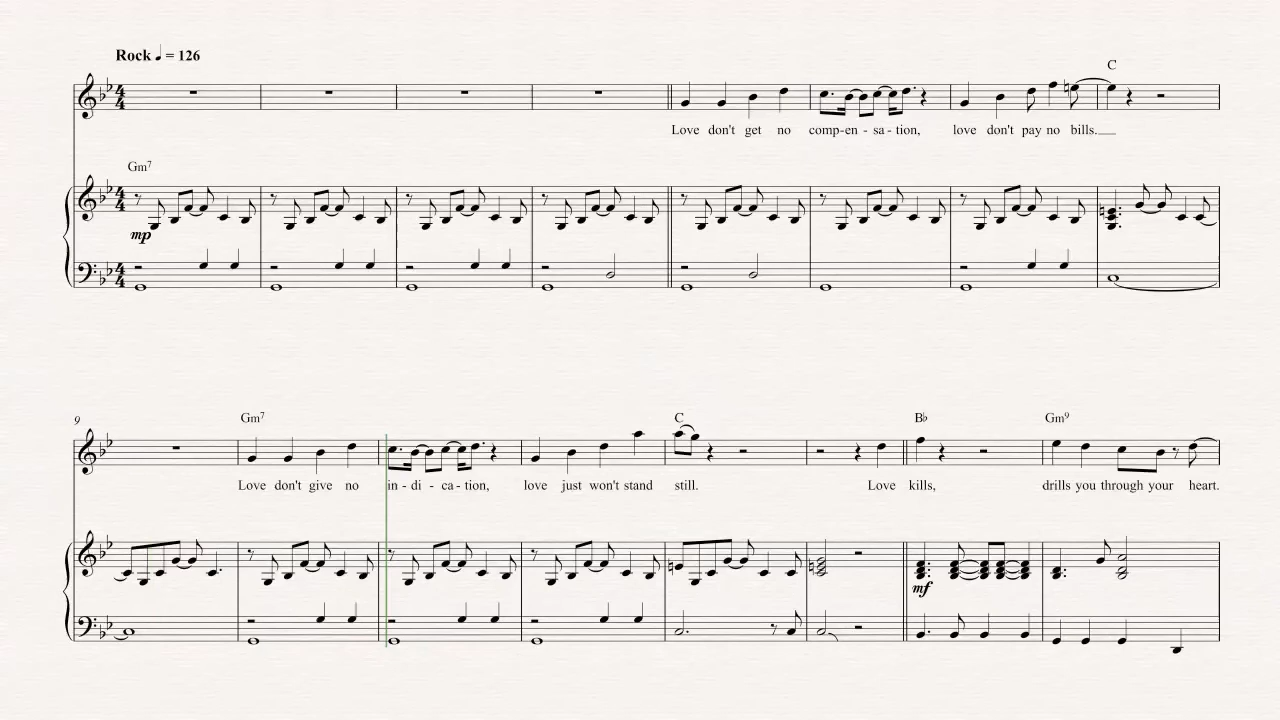 Rock ♩ = 126
C
Love don't get no comp-en - sa - tion, love don't pay no bills.
Gm7
mp
9
Gm7 C B♭ Gm9
Love don't give no in - di - ca - tion, love just won't stand still. Love kills, drills you through your heart.
mf